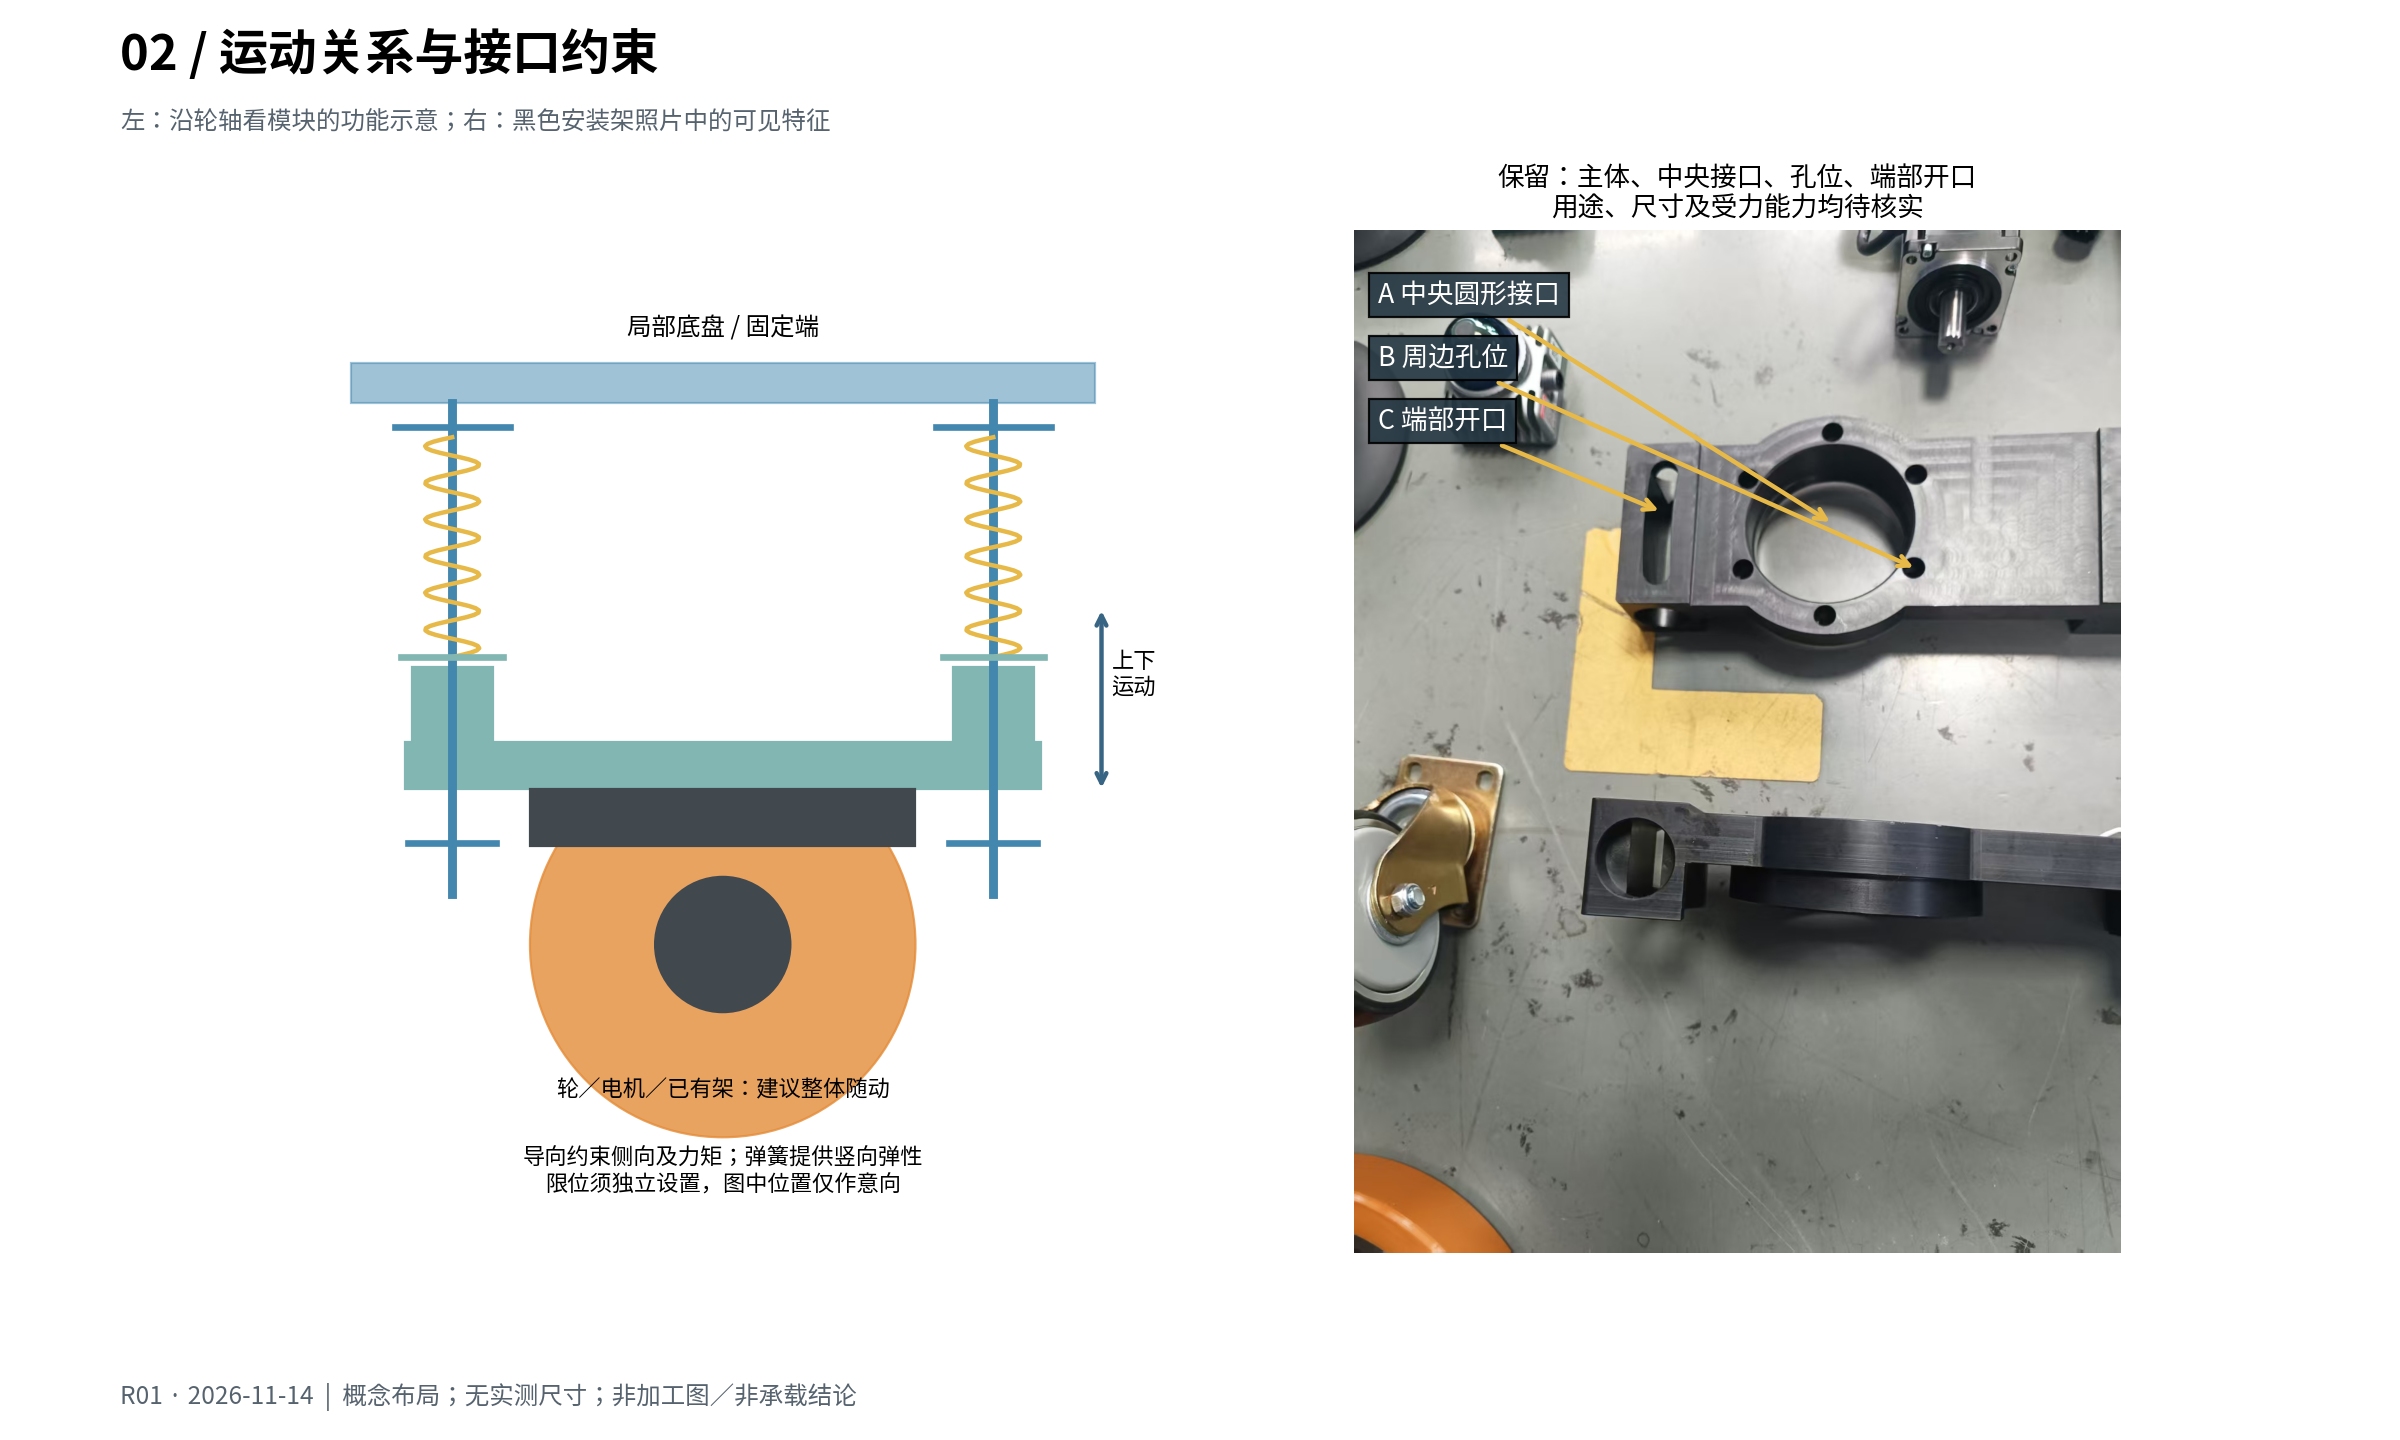 02 / 运动关系与接口约束
左：沿轮轴看模块的功能示意；右：黑色安装架照片中的可见特征
局部底盘 / 固定端
上下
运动
轮／电机／已有架：建议整体随动
导向约束侧向及力矩；弹簧提供竖向弹性
限位须独立设置，图中位置仅作意向
保留：主体、中央接口、孔位、端部开口
用途、尺寸及受力能力均待核实
A 中央圆形接口
B 周边孔位
C 端部开口
R01 · 2026-11-14 | 概念布局；无实测尺寸；非加工图／非承载结论